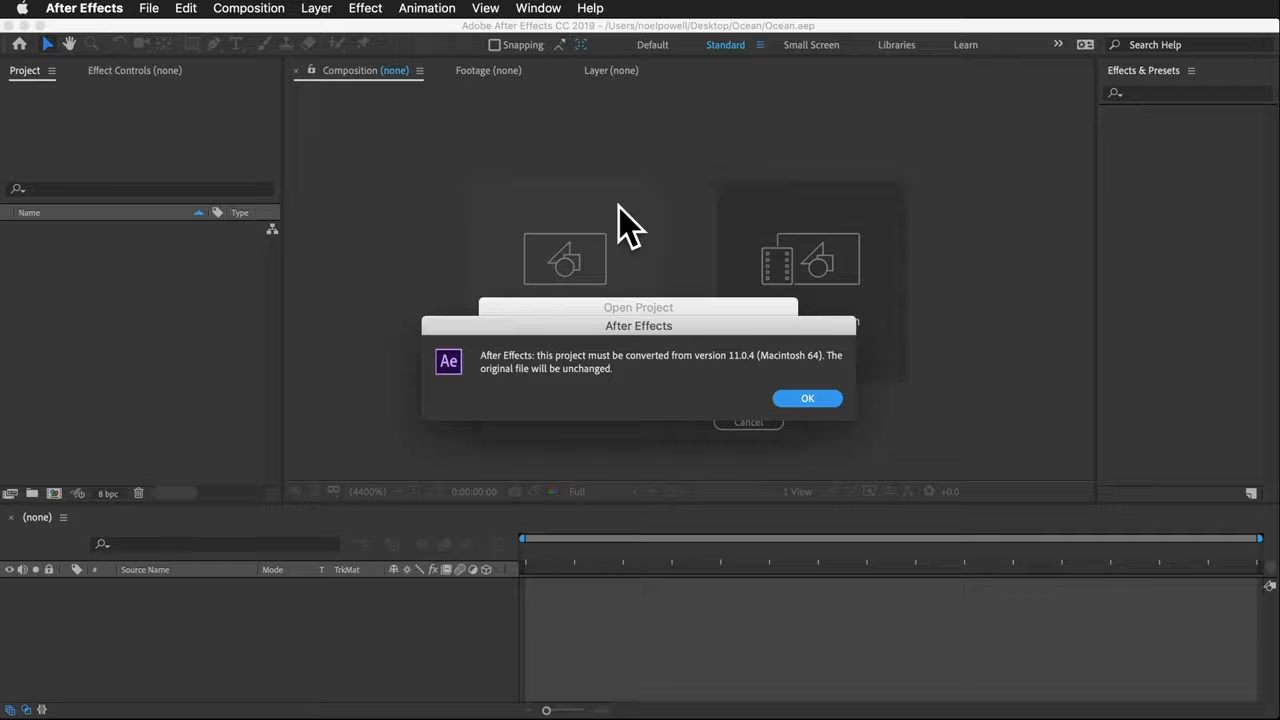 After Effects File Edit Composition Layer Effect Animation View Window Help
Adobe After Effects CC 2019 - /Users/noelpowell/Desktop/Ocean/Ocean.aep
Snapping Default Standard Small Screen Libraries Learn >> Search Help
Project Effect Controls (none) × Composition (none) Footage (none) Layer (none) Effects & Presets
Name Type
Open Project
After Effects
Ae After Effects: this project must be converted from version 11.0.4 (Macintosh 64). The
original file will be unchanged.
OK
Cancel
8 bpc (4400%) 0:00:00:00 Full 1 View +0.0
× (none)
# Source Name Mode T TrkMat fx